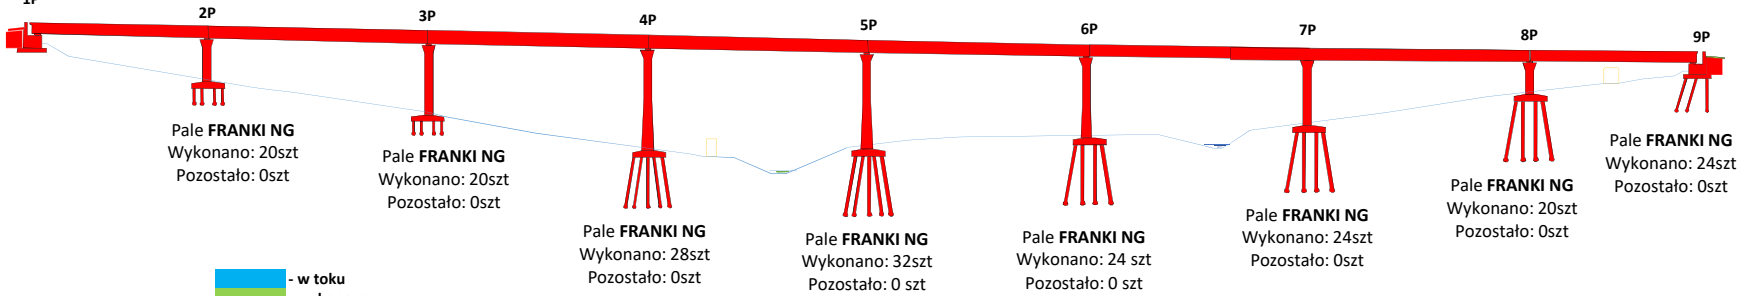 1P
2P
3P
4P
5P
6P
7P
8P
9P
Pale FRANKI NG
Wykonano: 20szt
Pozostało: 0szt
Pale FRANKI NG
Wykonano: 20szt
Pozostało: 0szt
Pale FRANKI NG
Wykonano: 28szt
Pozostało: 0szt
Pale FRANKI NG
Wykonano: 32szt
Pozostało: 0 szt
Pale FRANKI NG
Wykonano: 24 szt
Pozostało: 0 szt
Pale FRANKI NG
Wykonano: 24szt
Pozostało: 0szt
Pale FRANKI NG
Wykonano: 20szt
Pozostało: 0szt
Pale FRANKI NG
Wykonano: 24szt
Pozostało: 0szt
- w toku